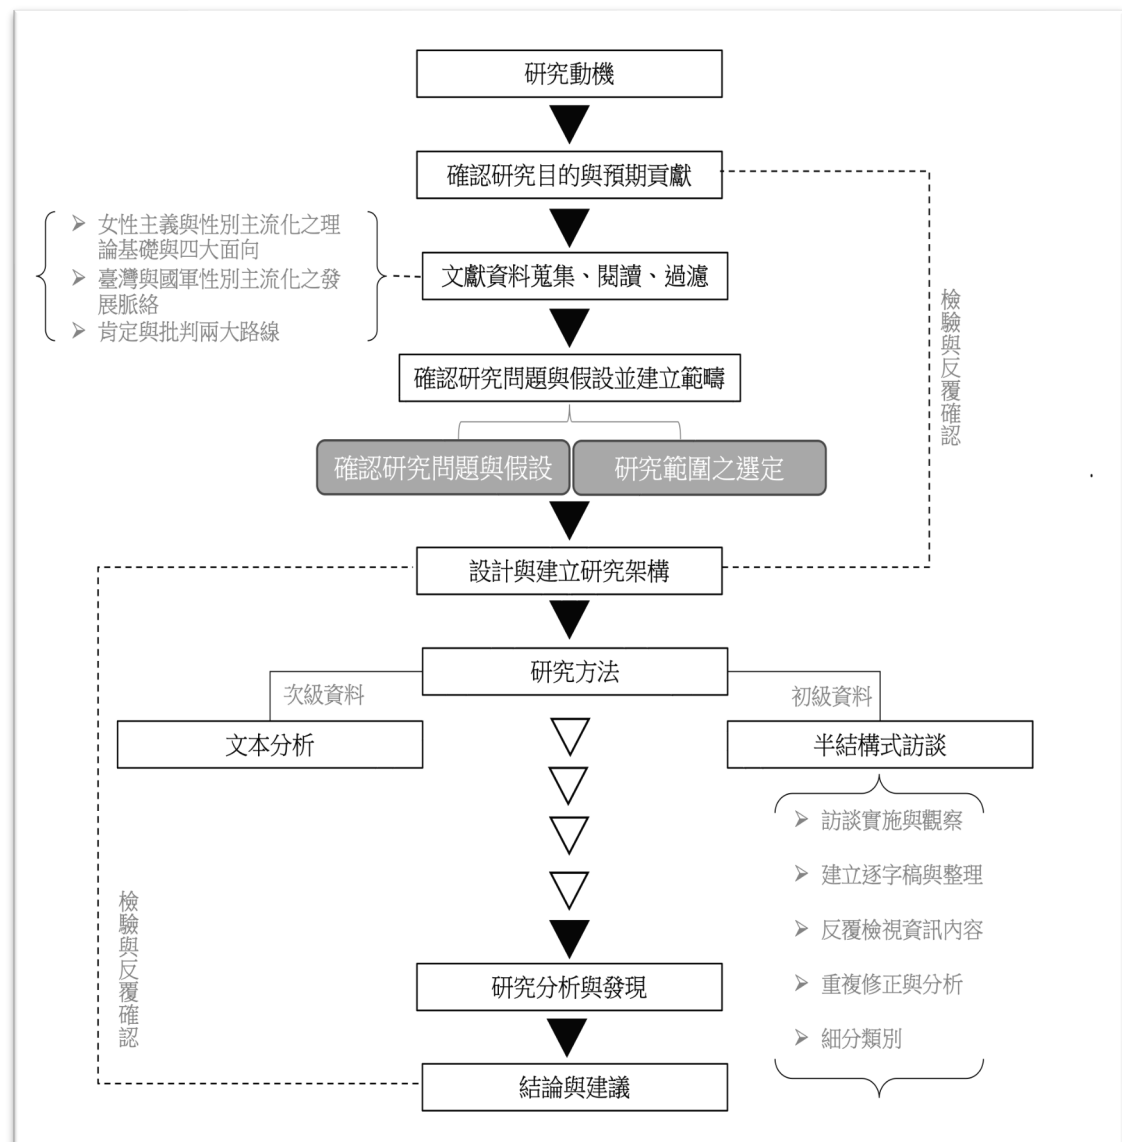 研究動機
確認研究目的與預期貢獻
➢ 女性主義與性別主流化之理
論基礎與四大面向
➢ 臺灣與國軍性別主流化之發
展脈絡
➢ 肯定與批判兩大路線
文獻資料蒐集、閱讀、過濾
檢驗與反覆確認
確認研究問題與假設並建立範疇
確認研究問題與假設
研究範圍之選定
設計與建立研究架構
研究方法
次級資料
初級資料
文本分析
半結構式訪談
➢ 訪談實施與觀察
➢ 建立逐字稿與整理
➢ 反覆檢視資訊內容
➢ 重複修正與分析
➢ 細分類別
檢驗與反覆確認
研究分析與發現
結論與建議